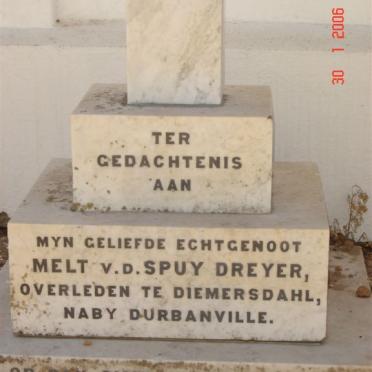 30 1 2006
TER
GEDACHTENIS
AAN
MYN GELIEFDE ECHTGENOOT
MELT V.D. SPUY DREYER,
OVERLEDEN TE DIEMERSDAHL,
NABY DURBANVILLE.